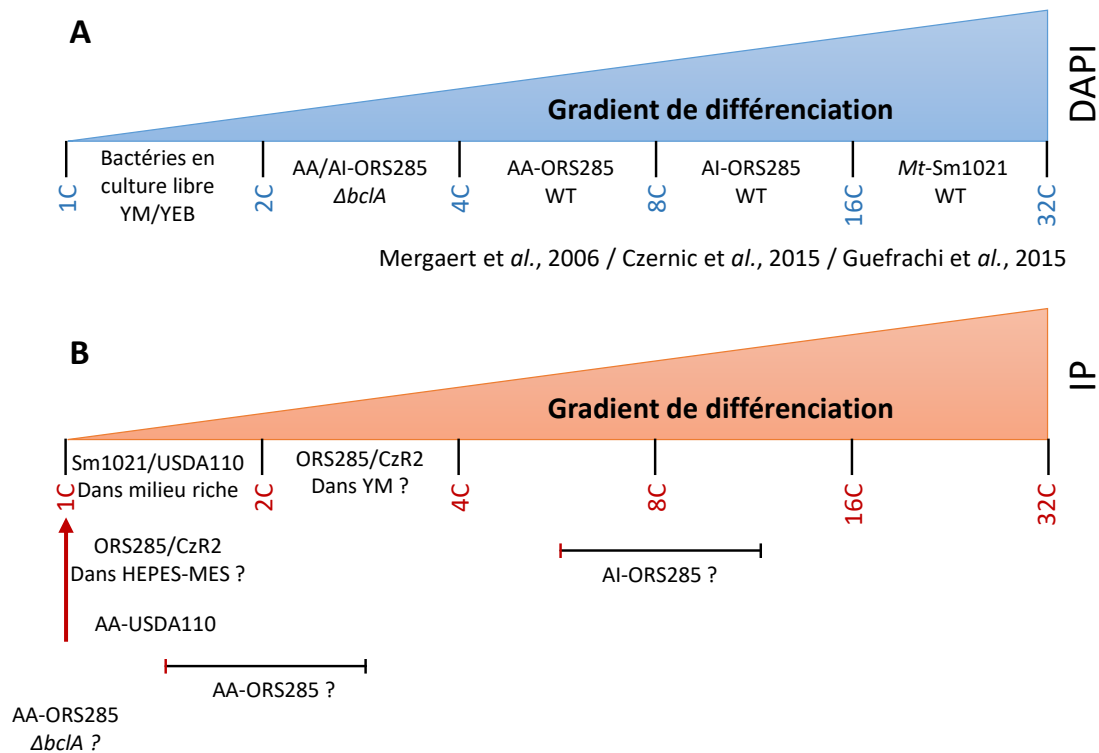 A
DAPI
Gradient de différenciation
Bactéries en
culture libre
YM/YEB
AA/AI-ORS285
ΔbclA
AA-ORS285
WT
AI-ORS285
WT
Mt-Sm1021
WT
1C
2C
4C
8C
16C
32C
Mergaert et al., 2006 / Czernic et al., 2015 / Guefrachi et al., 2015
B
IP
Gradient de différenciation
Sm1021/USDA110
Dans milieu riche
ORS285/CzR2
Dans YM ?
1C
2C
4C
8C
16C
32C
ORS285/CzR2
Dans HEPES-MES ?
AI-ORS285 ?
AA-USDA110
AA-ORS285 ?
AA-ORS285
ΔbclA ?